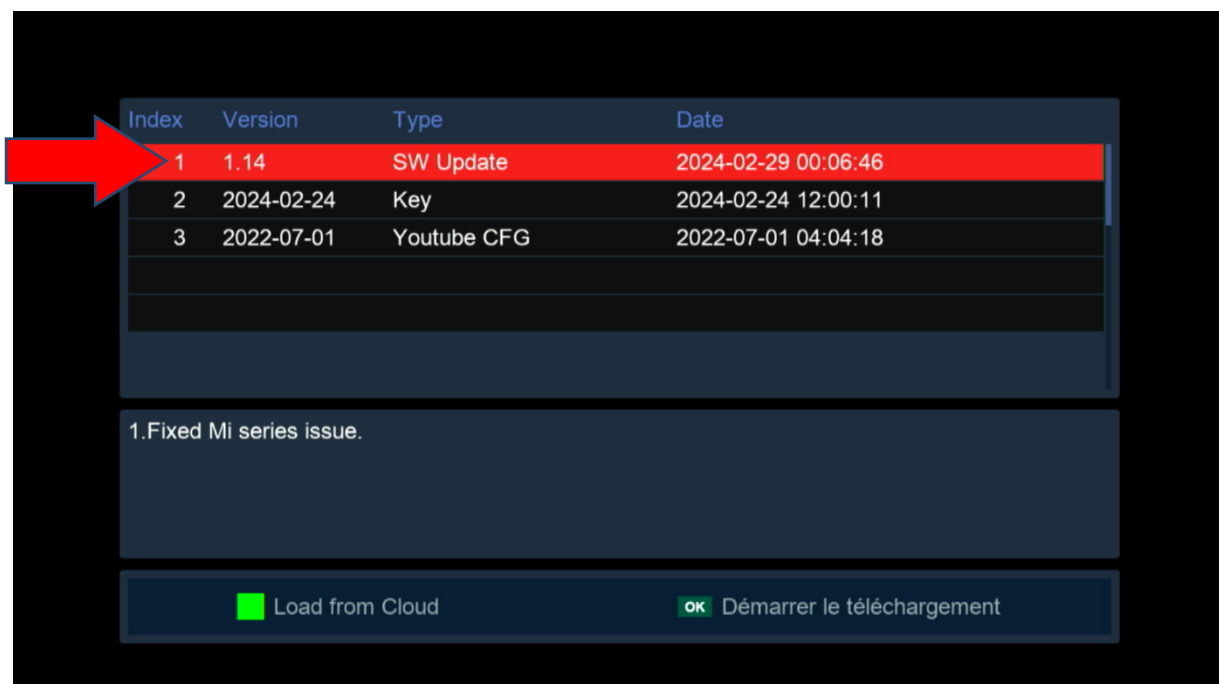 Index Version Type Date
1 1.14 SW Update 2024-02-29 00:06:46
2 2024-02-24 Key 2024-02-24 12:00:11
3 2022-07-01 Youtube CFG 2022-07-01 04:04:18
1.Fixed Mi series issue.
Load from Cloud OK Démarrer le téléchargement